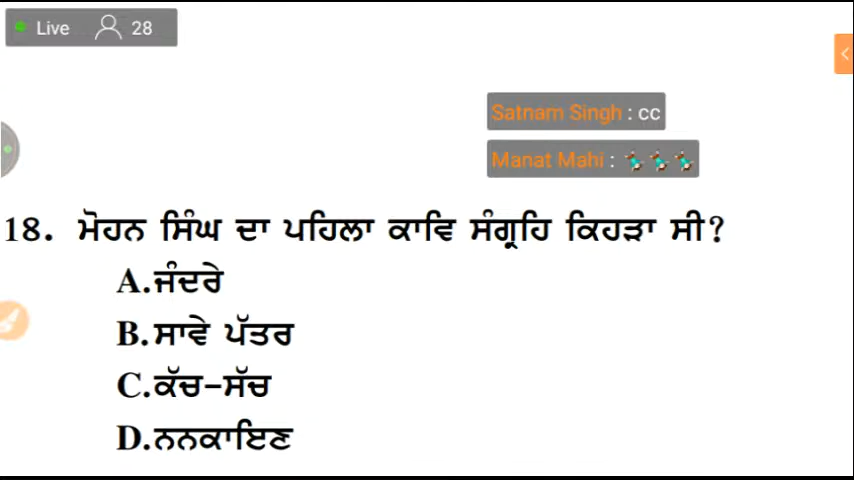 Live 28
Satnam Singh : cc
Manat Mahi :
18. ਮੋਹਨ ਸਿੰਘ ਦਾ ਪਹਿਲਾ ਕਾਵਿ ਸੰਗ੍ਰਹਿ ਕਿਹੜਾ ਸੀ?
A.ਜੰਦਰੇ
B.ਸਾਵੇ ਪੱਤਰ
C.ਕੱਚ-ਸੱਚ
D.ਨਨਕਾਇਣ